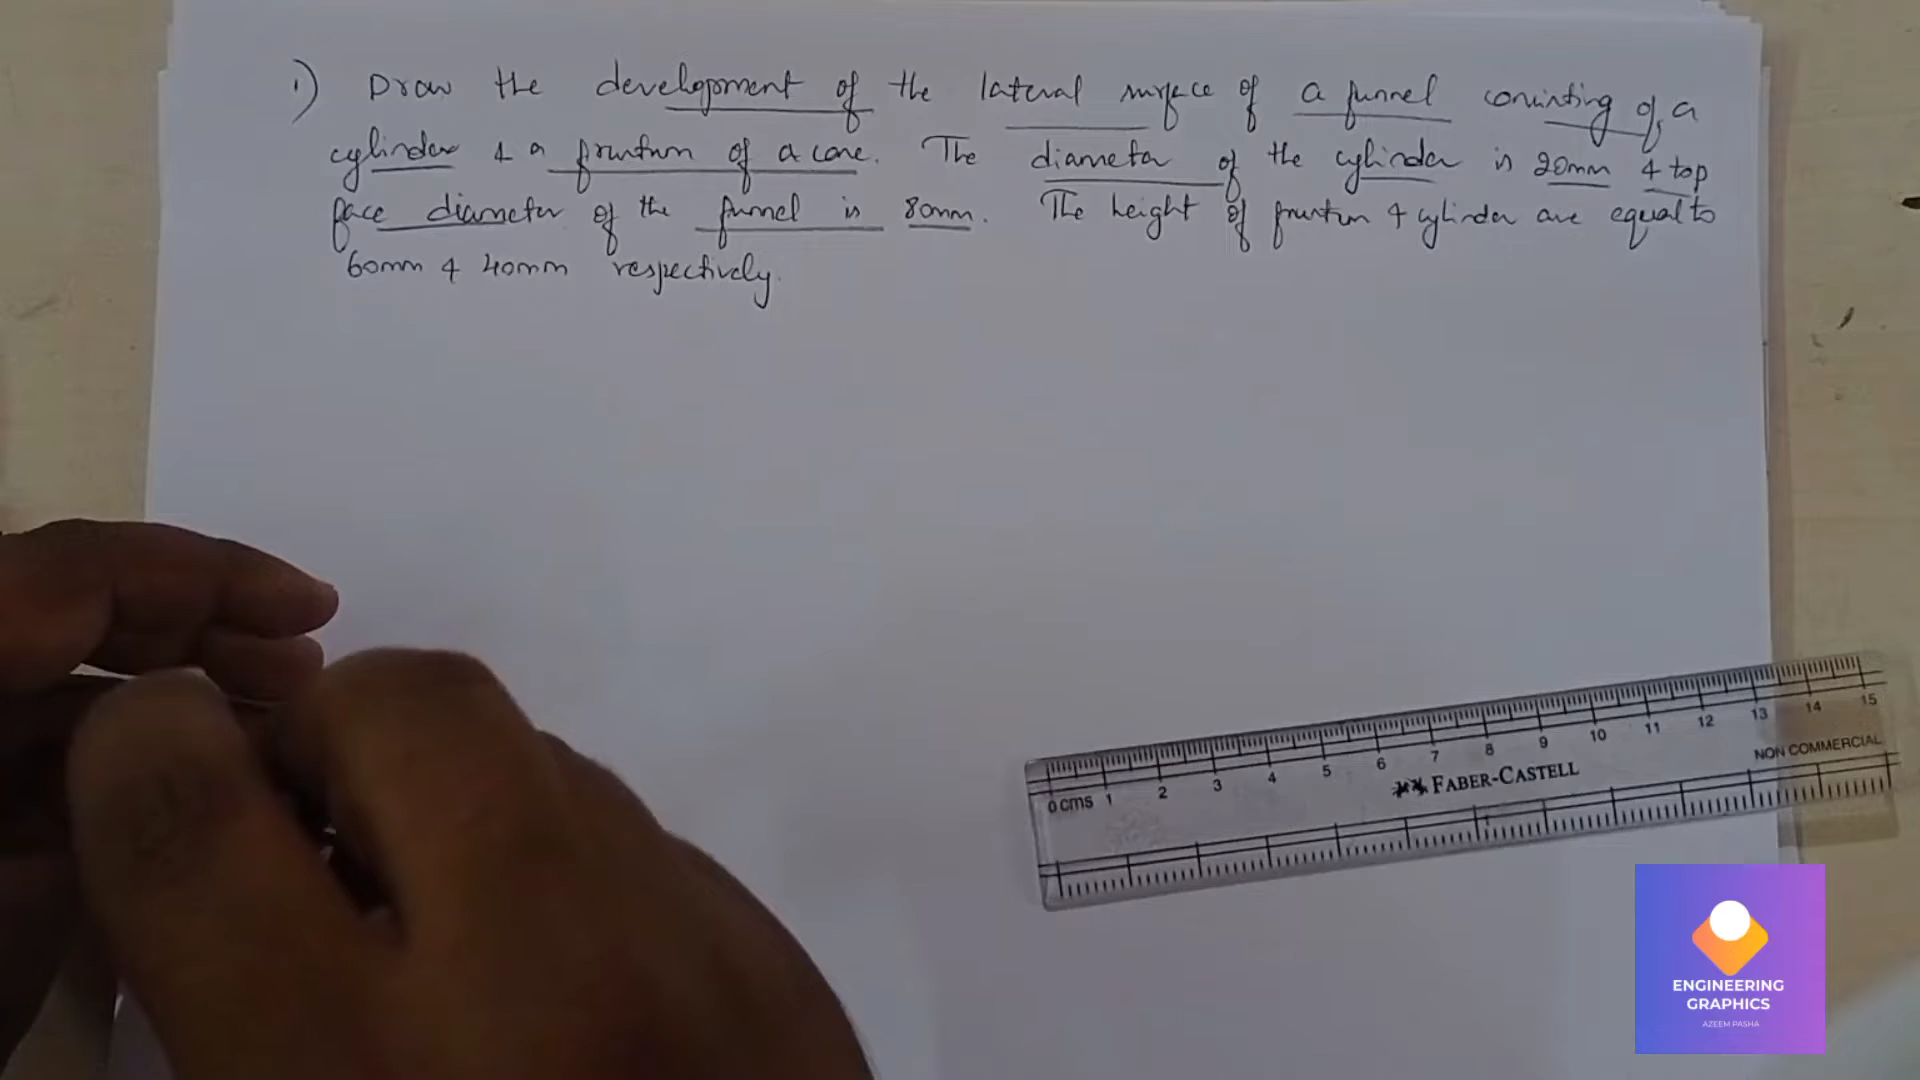 1) Draw the development of the lateral surface of a funnel consisting of a
cylinder & a frustum of a cone. The diameter of the cylinder is 20mm & top
face diameter of the funnel is 80mm. The height of frustum & cylinder are equal to
60mm & 40mm respectively.
0 cms 1 2 3 4 5 6 7 8 9 10 11 12 13 14 15
FABER-CASTELL
NON COMMERCIAL
ENGINEERING
GRAPHICS
AZEEM PASHA